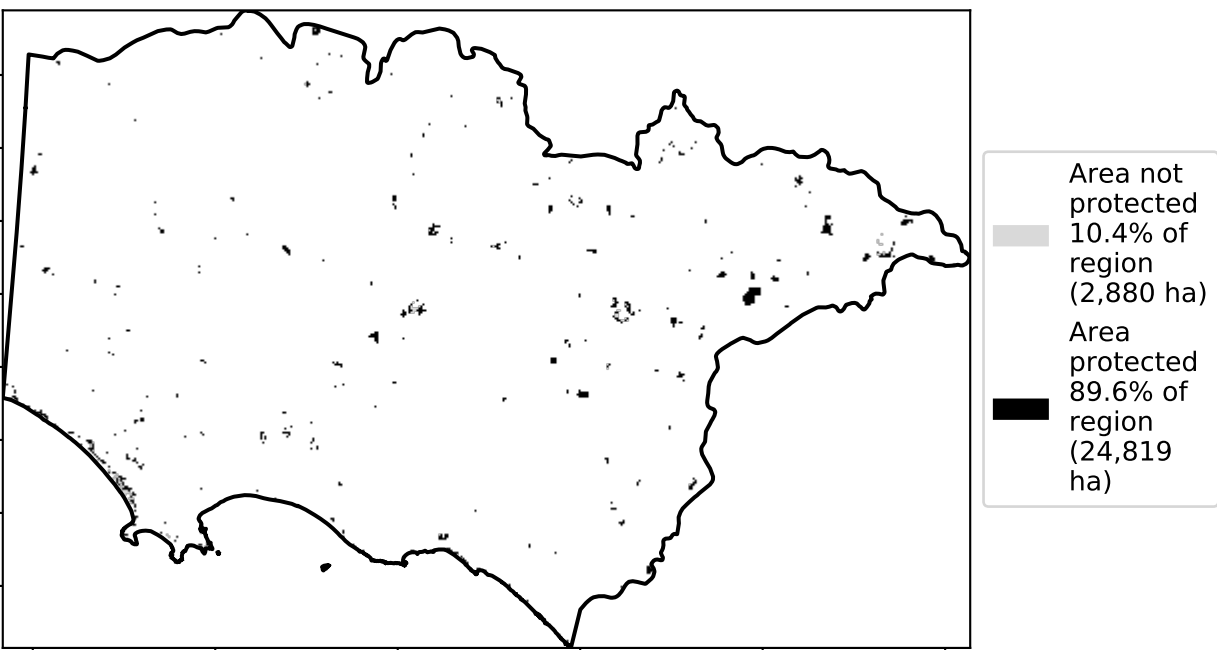 Area not
protected
10.4% of
region
(2,880 ha)
Area
protected
89.6% of
region
(24,819
ha)